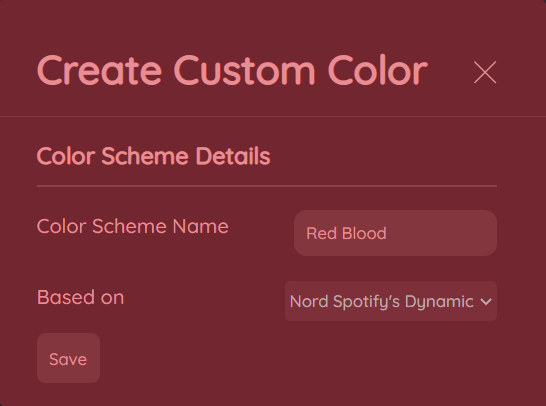 Create Custom Color
Color Scheme Details
Color Scheme Name
Red Blood
Based on
Nord Spotify's Dynamic
Save